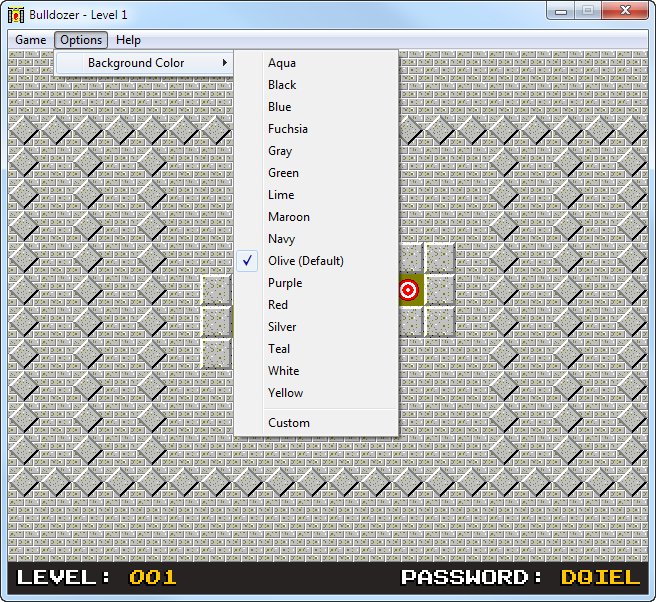 Bulldozer - Level 1
Game Options Help
Background Color
Aqua
Black
Blue
Fuchsia
Gray
Green
Lime
Maroon
Navy
Olive (Default)
Purple
Red
Silver
Teal
White
Yellow
Custom
LEVEL: 001 PASSWORD: DQIEL